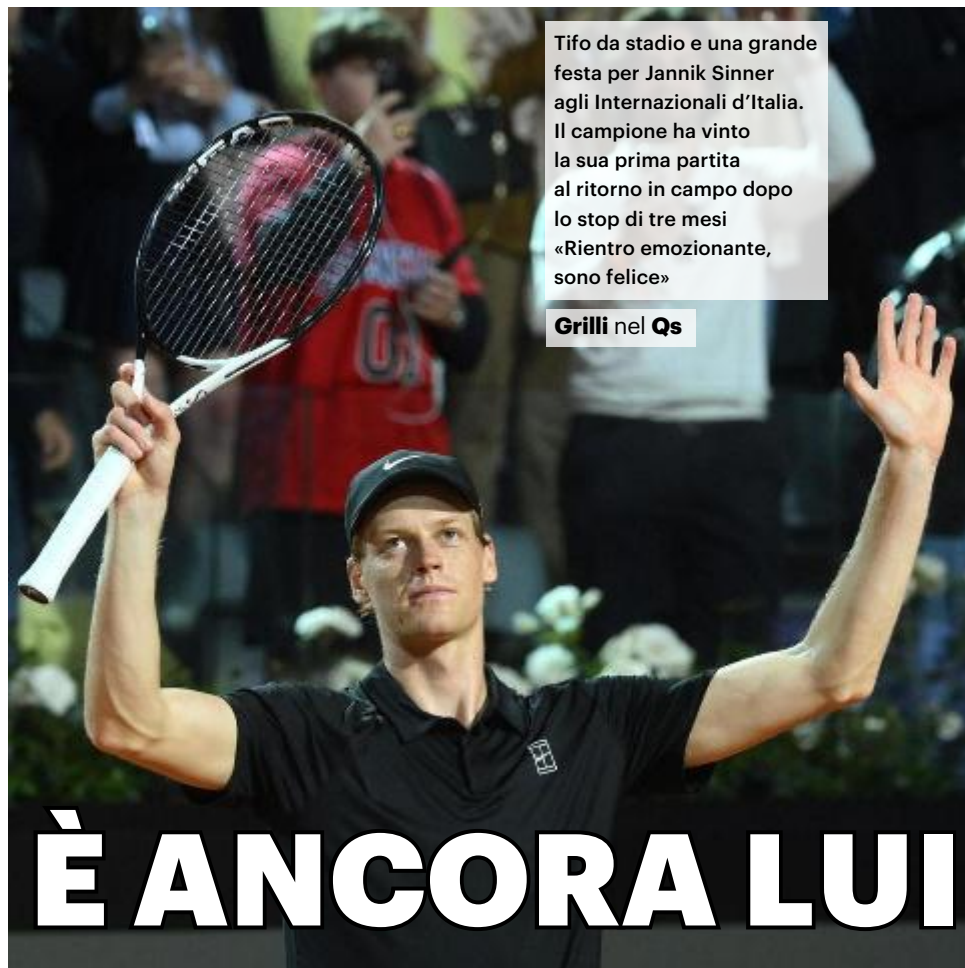 Tifo da stadio e una grande
festa per Jannik Sinner
agli Internazionali d’Italia.
Il campione ha vinto
la sua prima partita
al ritorno in campo dopo
lo stop di tre mesi
«Rientro emozionante,
sono felice»
Grilli nel Qs
È ANCORA LUI